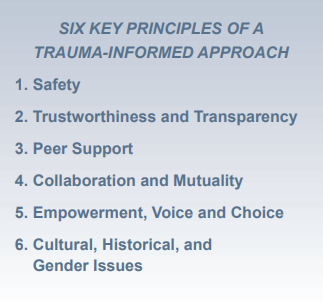 SIX KEY PRINCIPLES OF A
TRAUMA-INFORMED APPROACH
1. Safety
2. Trustworthiness and Transparency
3. Peer Support
4. Collaboration and Mutuality
5. Empowerment, Voice and Choice
6. Cultural, Historical, and
Gender Issues